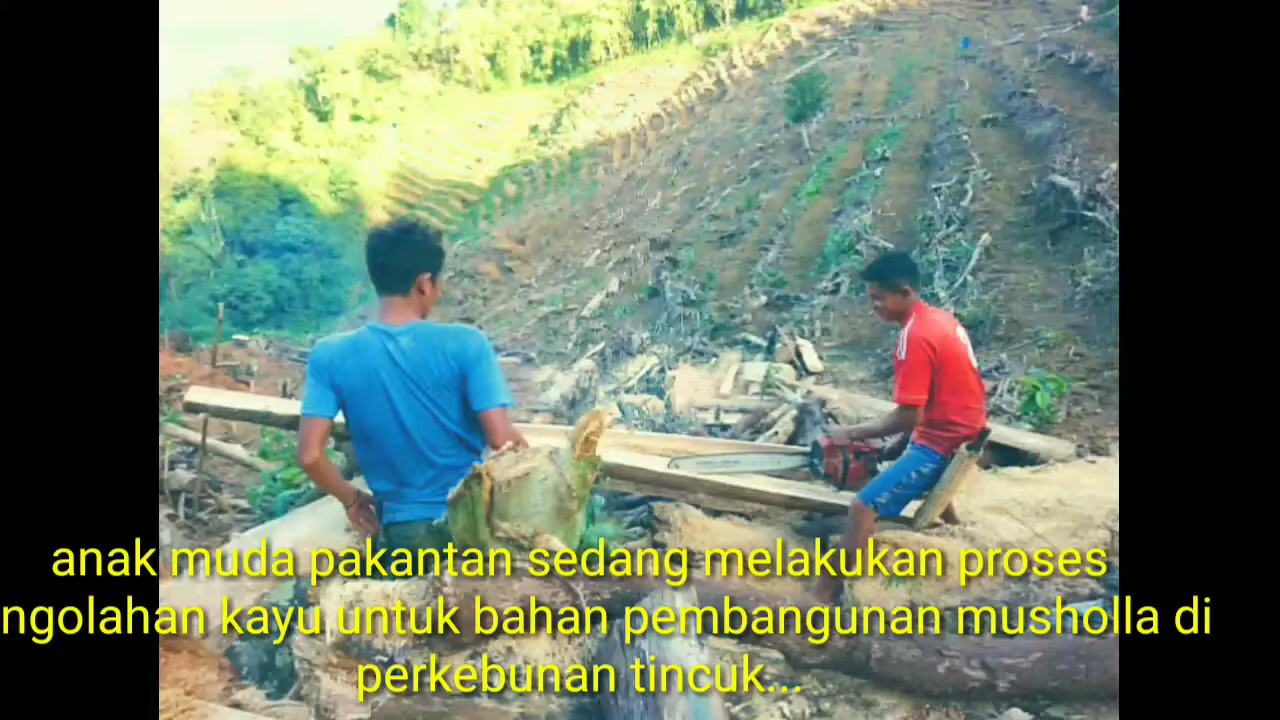 anak muda pakantan sedang melakukan proses
ngolahan kayu untuk bahan pembangunan musholla di
perkebunan tincuk...